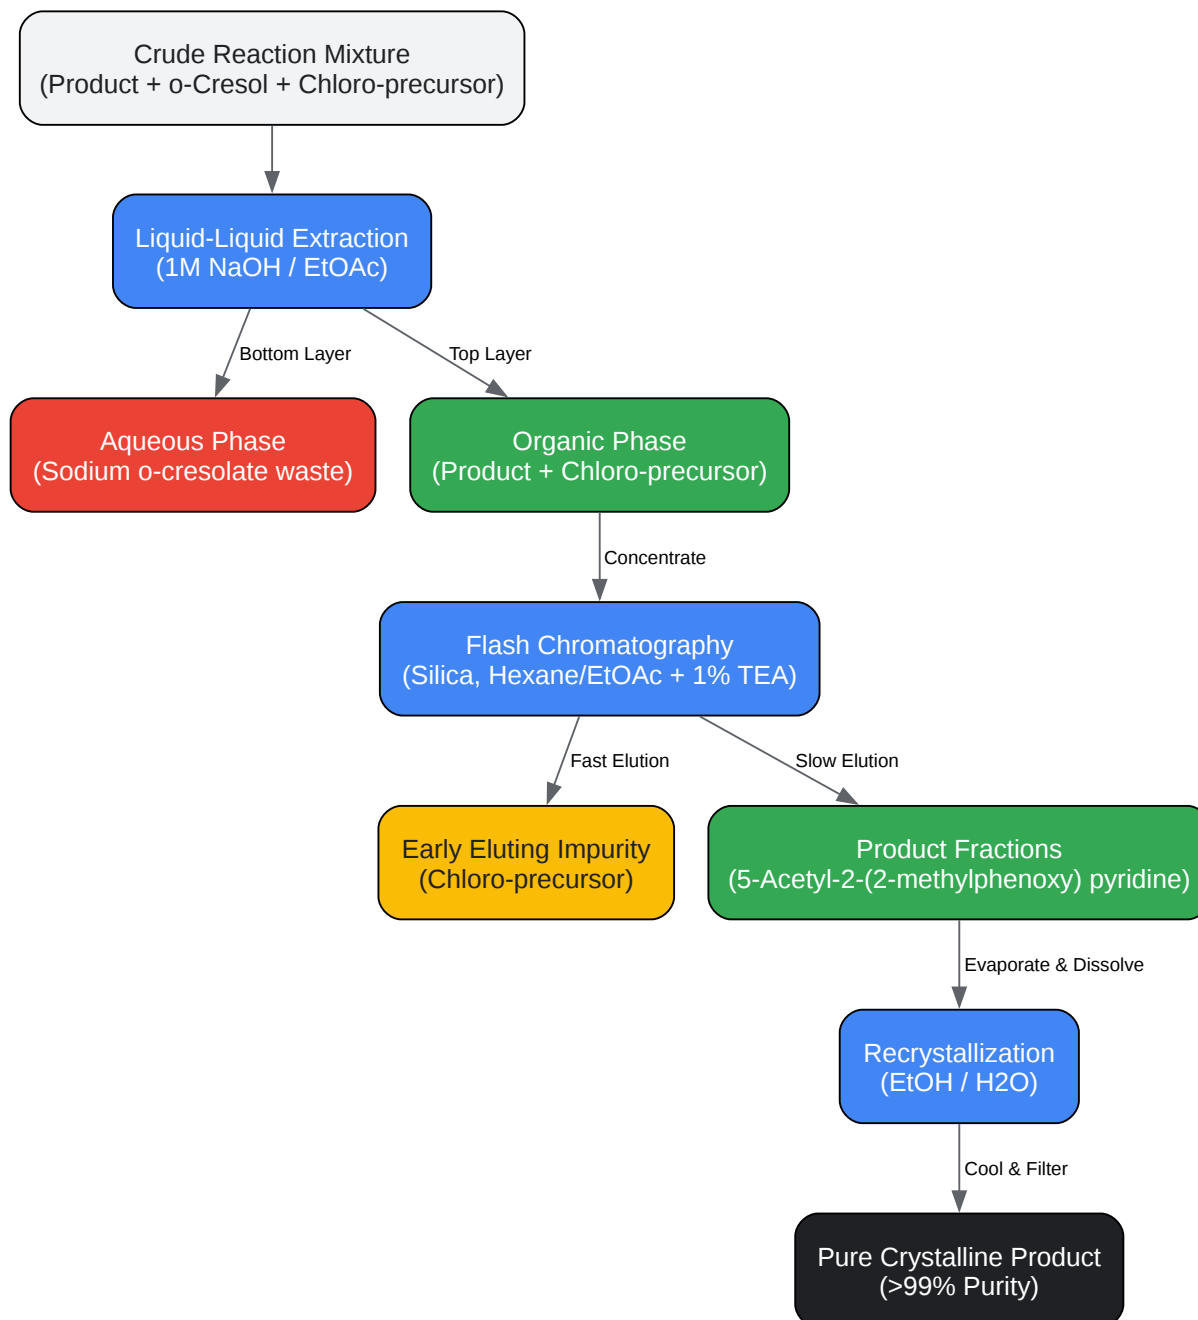 Crude Reaction Mixture
(Product + o-Cresol + Chloro-precursor)
Liquid-Liquid Extraction
(1M NaOH / EtOAc)
Bottom Layer
Top Layer
Aqueous Phase
(Sodium o-cresolate waste)
Organic Phase
(Product + Chloro-precursor)
Concentrate
Flash Chromatography
(Silica, Hexane/EtOAc + 1% TEA)
Fast Elution
Slow Elution
Early Eluting Impurity
(Chloro-precursor)
Product Fractions
(5-Acetyl-2-(2-methylphenoxy) pyridine)
Evaporate & Dissolve
Recrystallization
(EtOH / H2O)
Cool & Filter
Pure Crystalline Product
(>99% Purity)